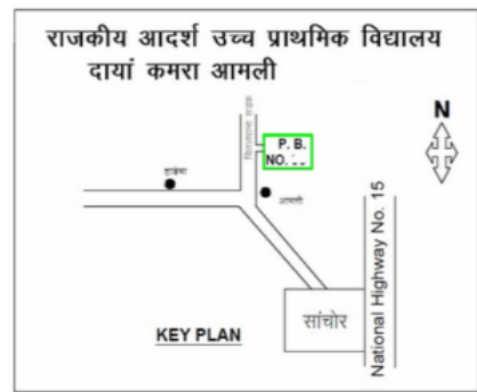 राजकीय आदर्श उच्च प्राथमिक विद्यालय
दायां कमरा आमली
N
P. B.
NO.
आमली
National Highway No. 15
सांचोर
KEY PLAN